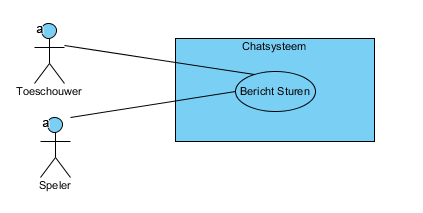 a
Chatsysteem
Toeschouwer
Bericht Sturen
a
Speler